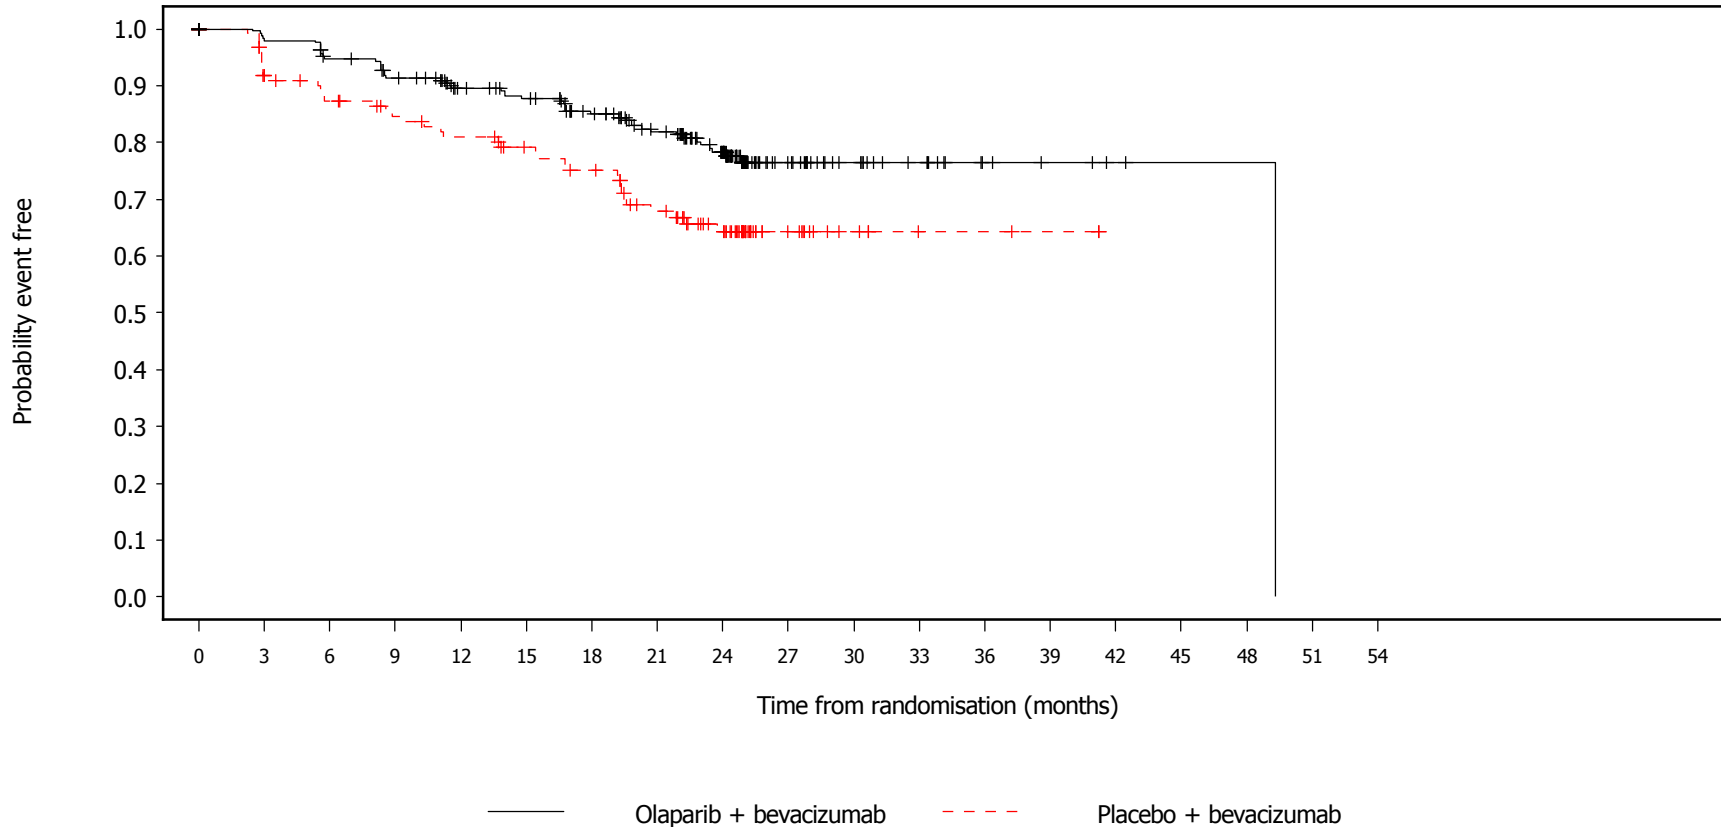 Probability event free
1.0
0.9
0.8
0.7
0.6
0.5
0.4
0.3
0.2
0.1
0.0
0 3 6 9 12 15 18 21 24 27 30 33 36 39 42 45 48 51 54
Time from randomisation (months)
Olaparib + bevacizumab Placebo + bevacizumab